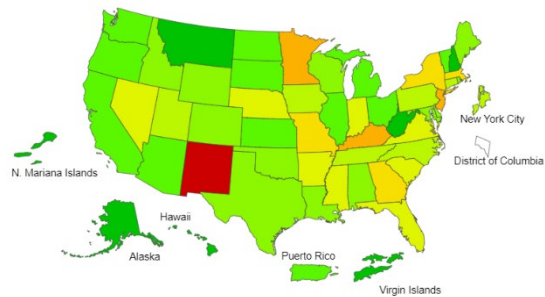 New York City
District of Columbia
N. Mariana Islands
Hawaii
Alaska
Puerto Rico
Virgin Islands